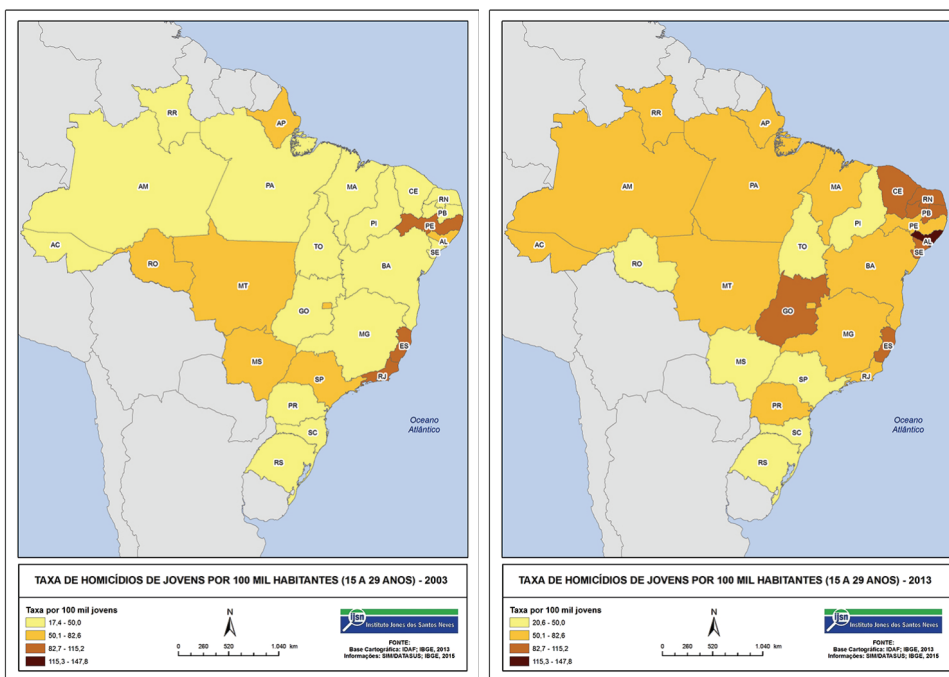 RR
AP
AM
PA
MA
CE
RN
PB
PE
PI
AL
SE
AC
TO
RO
BA
MT
GO
MG
ES
MS
SP
RJ
PR
SC
RS
Oceano
Atlântico
TAXA DE HOMICÍDIOS DE JOVENS POR 100 MIL HABITANTES (15 A 29 ANOS) - 2003
Taxa por 100 mil jovens
17,4 - 50,0
50,1 - 82,6
82,7 - 115,2
115,3 - 147,8
N
0 260 520 1.040 km
ijsn
Instituto Jones dos Santos Neves
FONTE:
Base Cartográfica: IDAF; IBGE, 2013
Informações: SIM/DATASUS; IBGE, 2015
RR
AP
AM
PA
MA
CE
RN
PB
PE
PI
AL
SE
AC
TO
RO
BA
MT
GO
MG
ES
MS
SP
RJ
PR
SC
RS
Oceano
Atlântico
TAXA DE HOMICÍDIOS DE JOVENS POR 100 MIL HABITANTES (15 A 29 ANOS) - 2013
Taxa por 100 mil jovens
20,6 - 50,0
50,1 - 82,6
82,7 - 115,2
115,3 - 147,8
N
0 260 520 1.040 km
ijsn
Instituto Jones dos Santos Neves
FONTE:
Base Cartográfica: IDAF; IBGE, 2013
Informações: SIM/DATASUS; IBGE, 2015